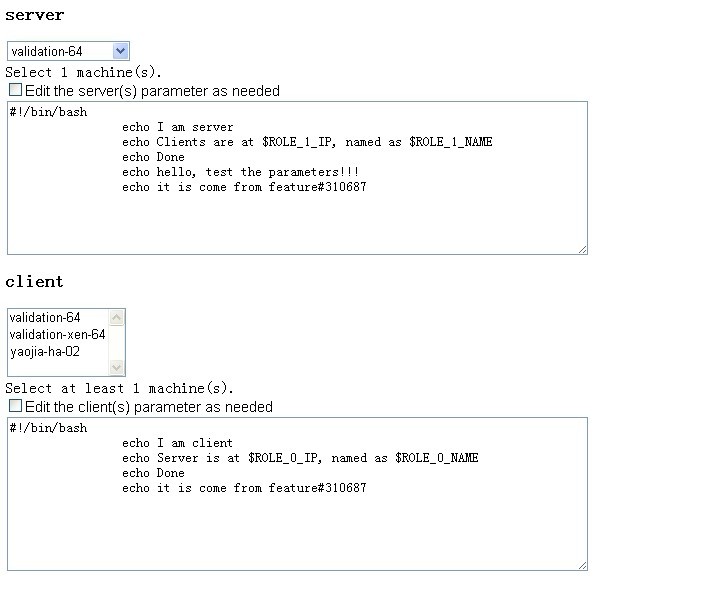 server
validation-64
Select 1 machine(s).
Edit the server(s) parameter as needed
#!/bin/bash
echo I am server
echo Clients are at $ROLE_1_IP, named as $ROLE_1_NAME
echo Done
echo hello, test the parameters!!!
echo it is come from feature#310687
client
validation-64
validation-xen-64
yaojia-ha-02
Select at least 1 machine(s).
Edit the client(s) parameter as needed
#!/bin/bash
echo I am client
echo Server is at $ROLE_0_IP, named as $ROLE_0_NAME
echo Done
echo it is come from feature#310687